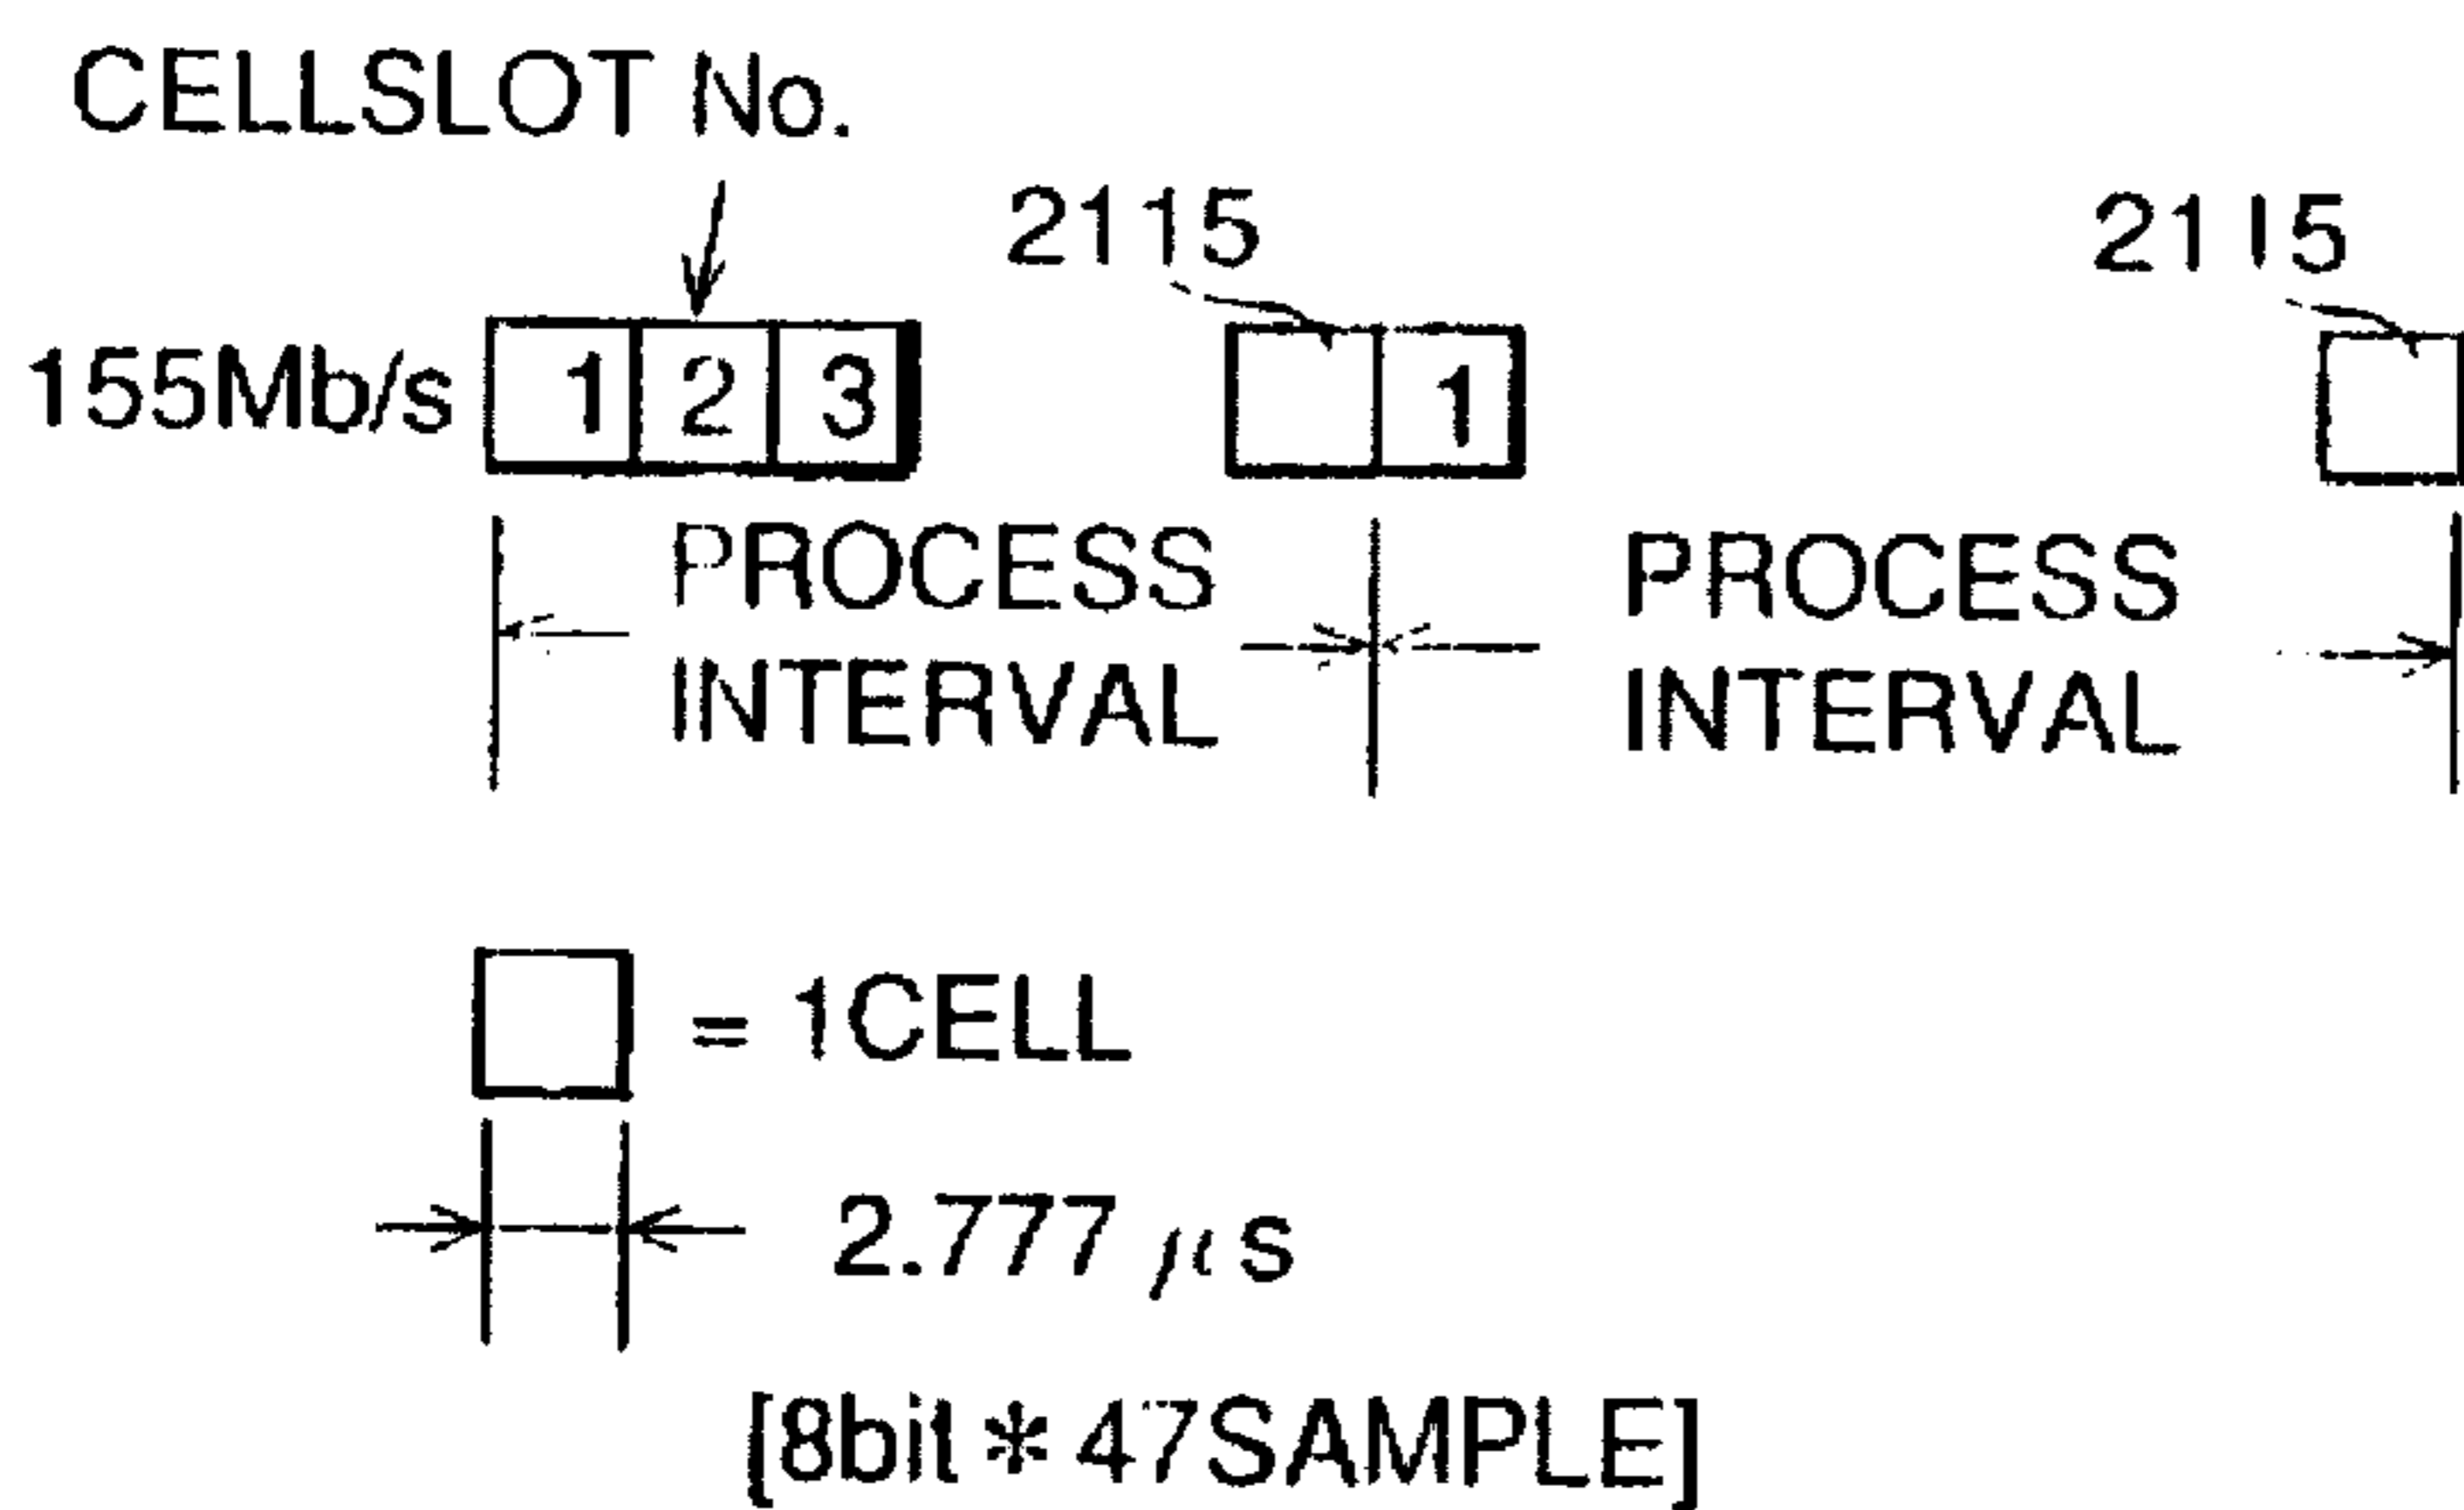 CELLSLOT No.
2115 2115
155Mb/s 1 2 3 1
PROCESS INTERVAL
PROCESS INTERVAL
= 1CELL
2.777 μs
[8bit * 47SAMPLE]